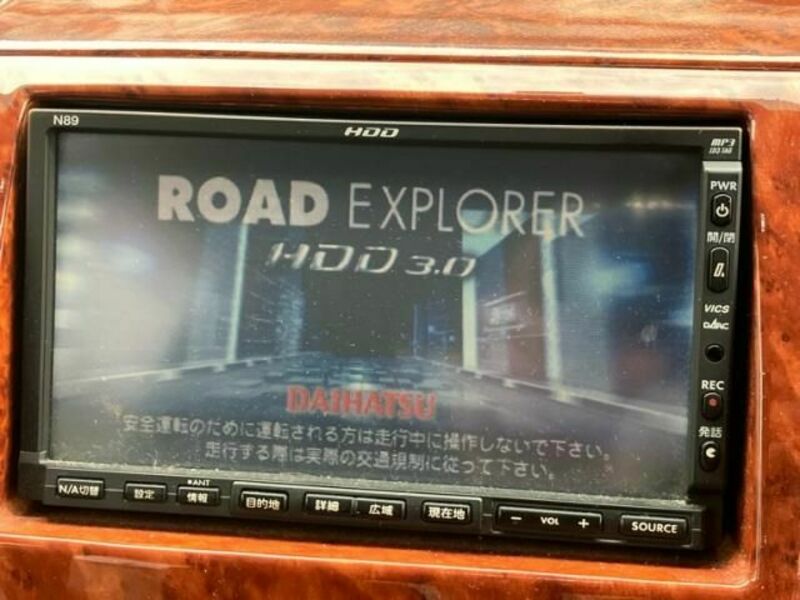 N89
HDD
MP3
ROAD EXPLORER
HDD 3.0
DAIHATSU
安全運転のために運転される方は走行中に操作しないで下さい。
走行する際は実際の交通規制に従って下さい。
PWR
開/閉
VICS
REC
発話
N/A切替
設定
*ANT
情報
目的地
詳細
広域
現在地
− VOL +
SOURCE